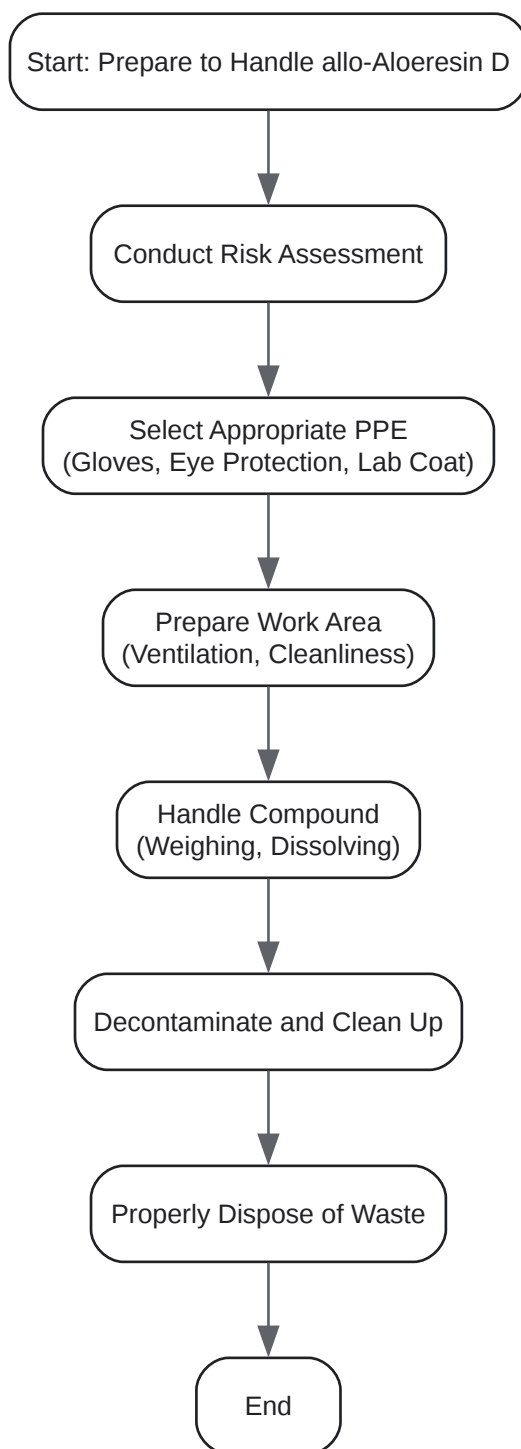 Start: Prepare to Handle allo-Aloeresin D
Conduct Risk Assessment
Select Appropriate PPE
(Gloves, Eye Protection, Lab Coat)
Prepare Work Area
(Ventilation, Cleanliness)
Handle Compound
(Weighing, Dissolving)
Decontaminate and Clean Up
Properly Dispose of Waste
End